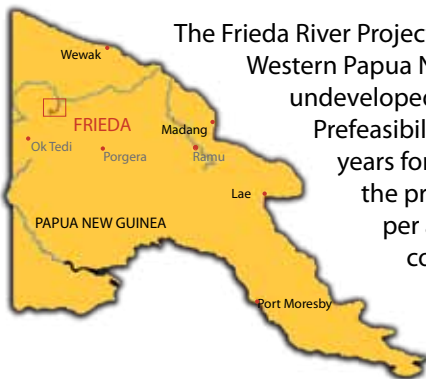 The Frieda River Projec
Western Papua N
undeveloped
Prefeasibil
years for
the pr
per a
co
Wewak
FRIEDA
Madang
Ok Tedi
Porgera
Ramu
Lae
PAPUA NEW GUINEA
Port Moresby